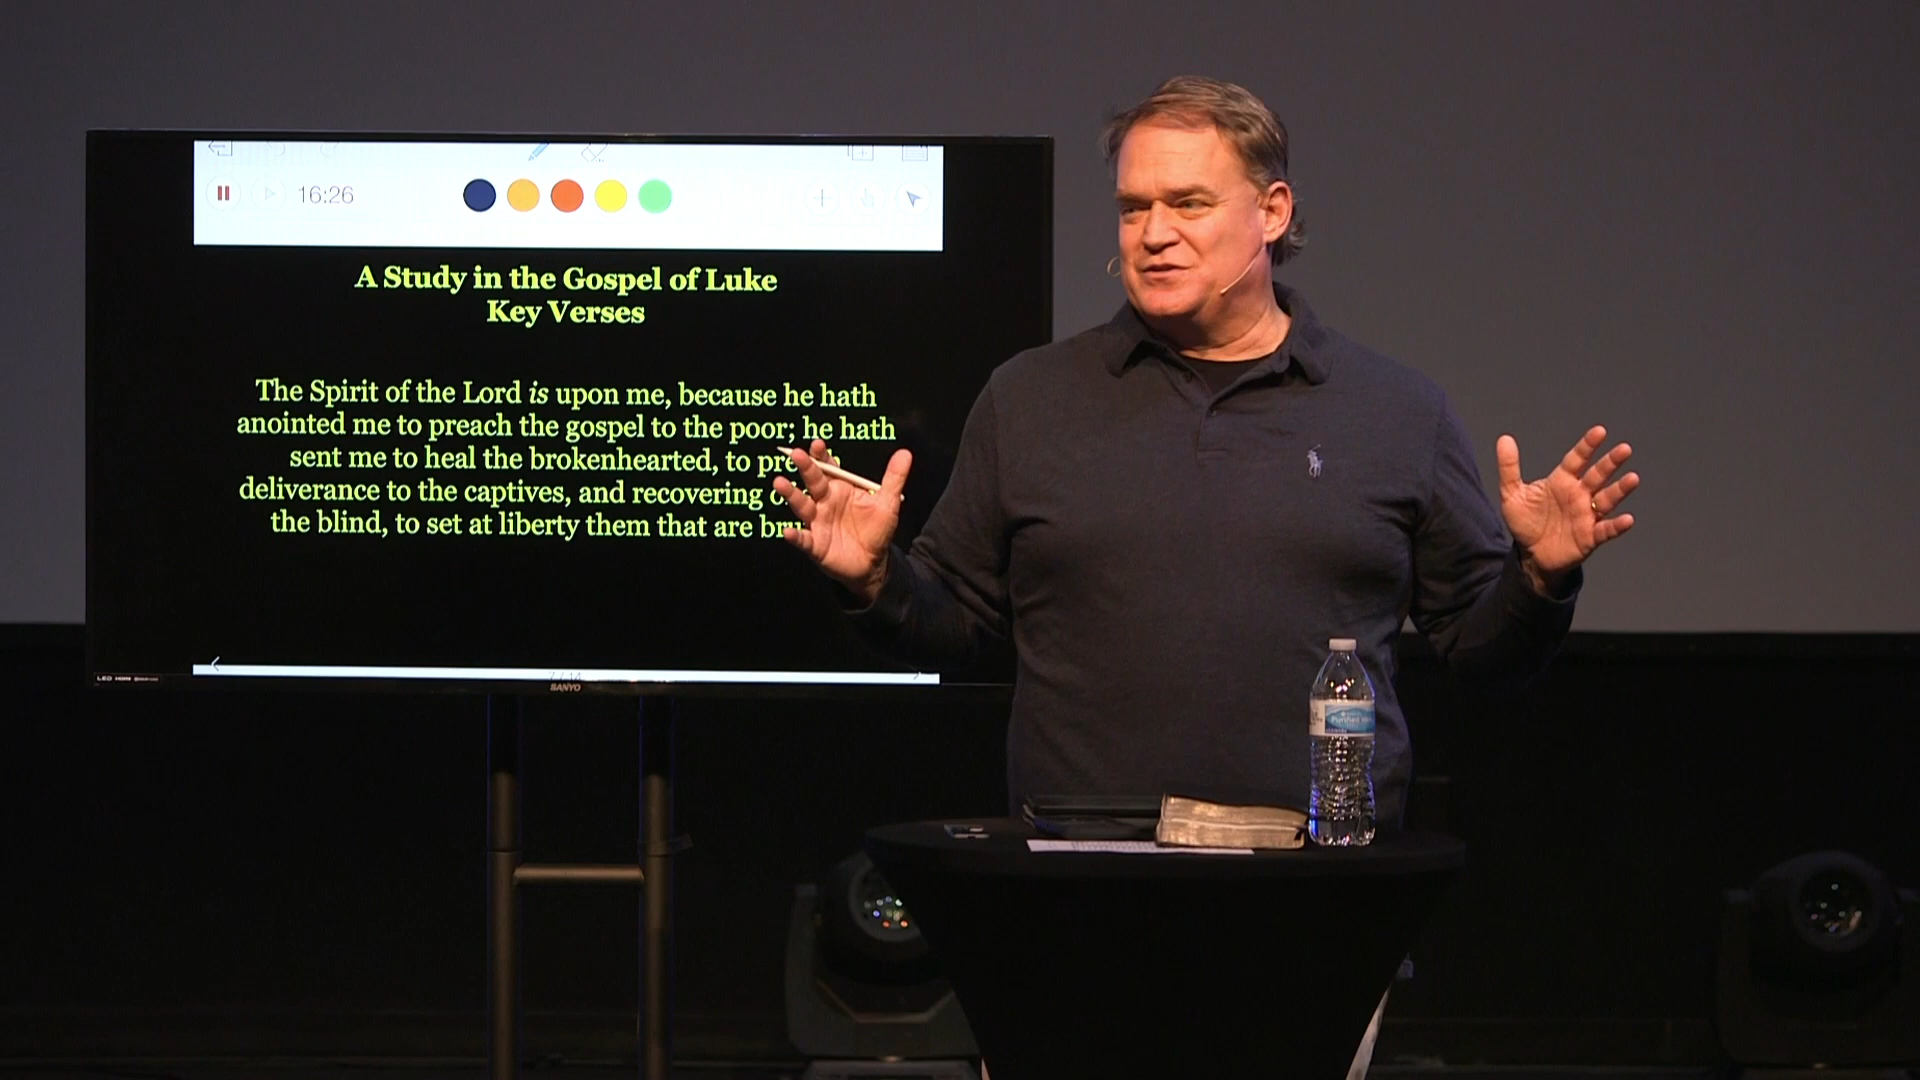 16:26
A Study in the Gospel of Luke
Key Verses
The Spirit of the Lord is upon me, because he hath
anointed me to preach the gospel to the poor; he hath
sent me to heal the brokenhearted, to
deliverance to the captives, and recovering
the blind, to set at liberty them that are
SANYO